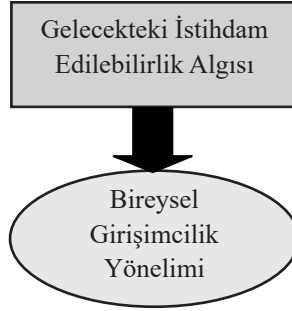 Gelecekteki İstihdam
Edilebilirlik Algısı
Bireysel
Girişimcilik
Yönelimi